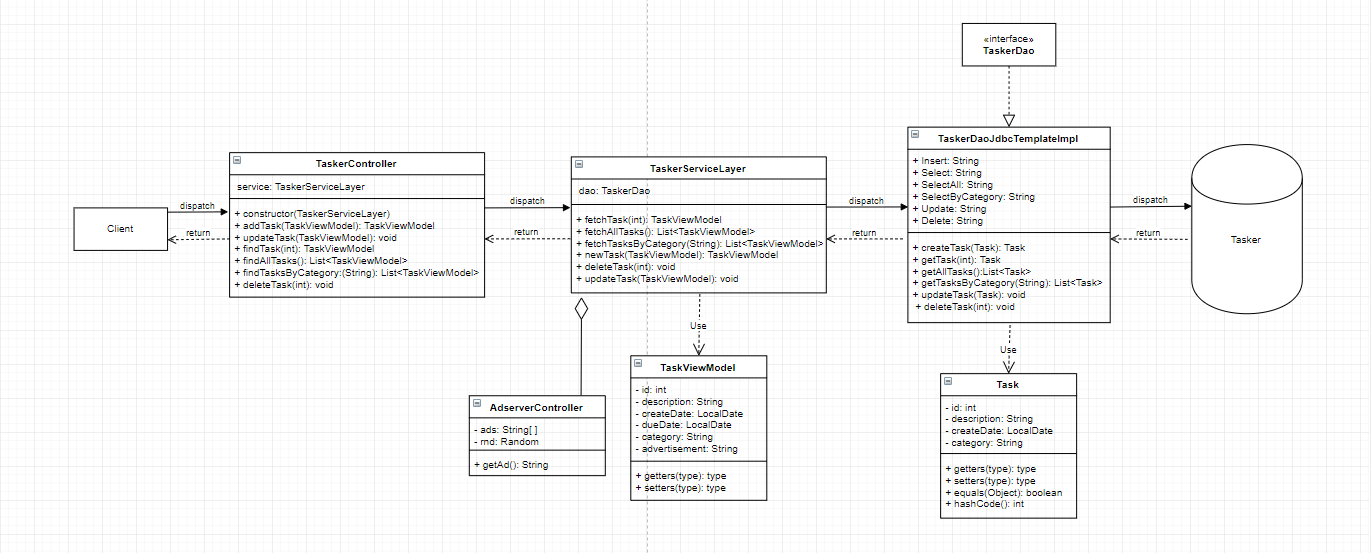 «interface»
TaskerDao
TaskerController
service: TaskerServiceLayer
+ constructor(TaskerServiceLayer)
+ addTask(TaskViewModel): TaskViewModel
+ updateTask(TaskViewModel): void
+ findTask(int): TaskViewModel
+ findAllTasks(): List<TaskViewModel>
+ findTasksByCategory:(String): List<TaskViewModel>
+ deleteTask(int): void
TaskerServiceLayer
dao: TaskerDao
+ fetchTask(int): TaskViewModel
+ fetchAllTasks(): List<TaskViewModel>
+ fetchTasksByCategory(String): List<TaskViewModel>
+ newTask(TaskViewModel): TaskViewModel
+ deleteTask(int): void
+ updateTask(TaskViewModel): void
TaskerDaoJdbcTemplateImpl
+ Insert: String
+ Select: String
+ SelectAll: String
+ SelectByCategory: String
+ Update: String
+ Delete: String
+ createTask(Task): Task
+ getTask(int): Task
+ getAllTasks():List<Task>
+ getTasksByCategory(String): List<Task>
+ updateTask(Task): void
+ deleteTask(int): void
Client
dispatch
return
dispatch
return
dispatch
return
dispatch
return
Tasker
Use
Use
AdserverController
- ads: String[ ]
- rnd: Random
+ getAd(): String
TaskViewModel
- id: int
- description: String
- createDate: LocalDate
- dueDate: LocalDate
- category: String
- advertisement: String
+ getters(type): type
+ setters(type): type
Task
- id: int
- description: String
- createDate: LocalDate
- category: String
+ getters(type): type
+ setters(type): type
+ equals(Object): boolean
+ hashCode(): int